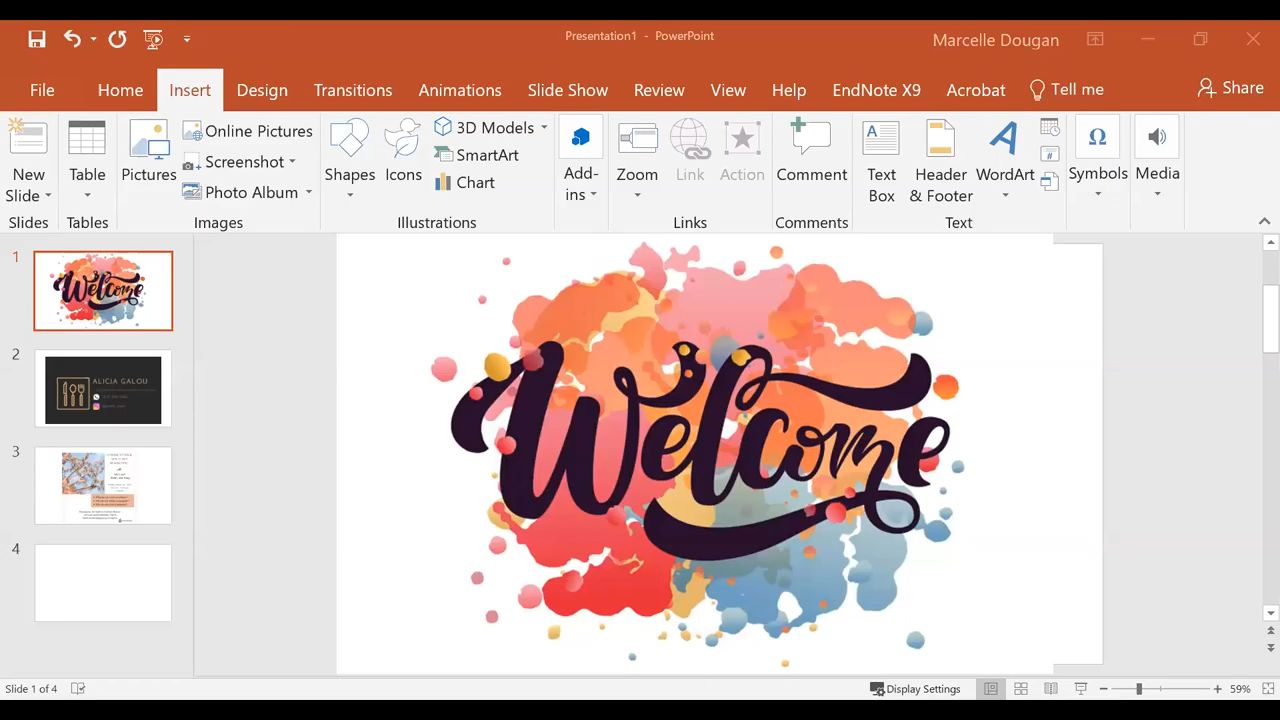 Presentation1 - PowerPoint
Marcelle Dougan
File Home Insert Design Transitions Animations Slide Show Review View Help EndNote X9 Acrobat Tell me Share
New Slide
Slides
Table
Tables
Pictures
Online Pictures
Screenshot
Photo Album
Images
Shapes
Icons
3D Models
SmartArt
Chart
Illustrations
Add-ins
Zoom
Link
Action
Links
Comment
Comments
Text Box
Header & Footer
WordArt
Text
Symbols
Media
1
Welcome
2
ALICIA GALOU
3
4
Welcome
Slide 1 of 4
Display Settings
59%